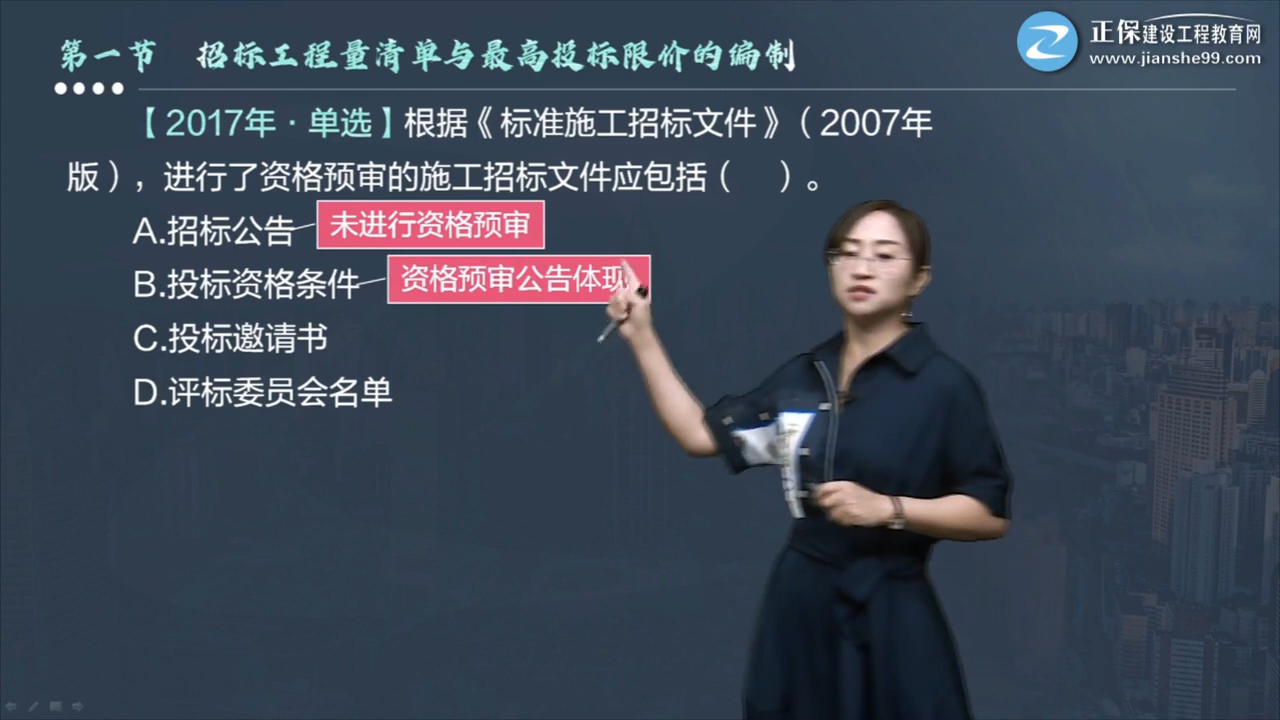 第一节 招标工程量清单与最高投标限价的编制
正保建设工程教育网
www.jianshe99.com
【2017年·单选】根据《标准施工招标文件》（2007年
版），进行了资格预审的施工招标文件应包括（ ）。
A.招标公告
未进行资格预审
B.投标资格条件
资格预审公告体现
C.投标邀请书
D.评标委员会名单